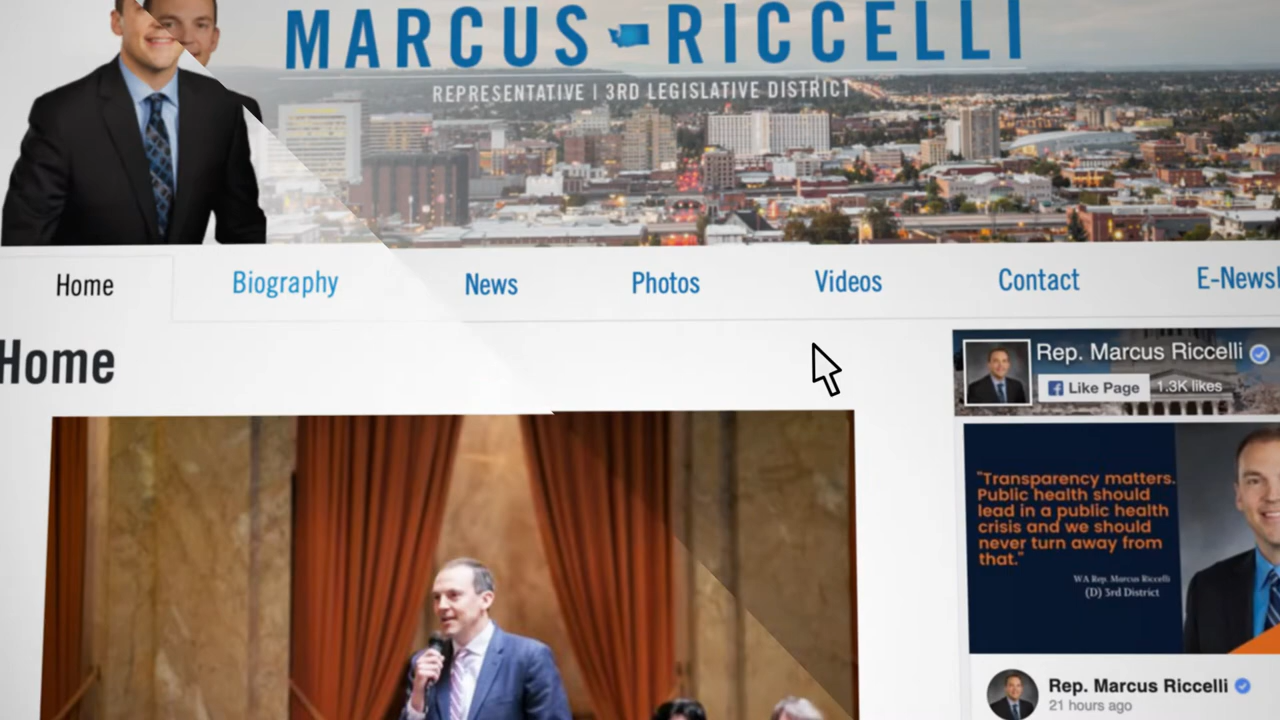 MARCUS RICCELLI
REPRESENTATIVE | 3RD LEGISLATIVE DISTRICT
Home
Biography
News
Photos
Videos
Contact
E-Newsl
Home
Rep. Marcus Riccelli
Like Page
1.3K likes
"Transparency matters.
Public health should
lead in a public health
crisis and we should
never turn away from
that."
WA Rep. Marcus Riccelli
(D) 3rd District
Rep. Marcus Riccelli
21 hours ago